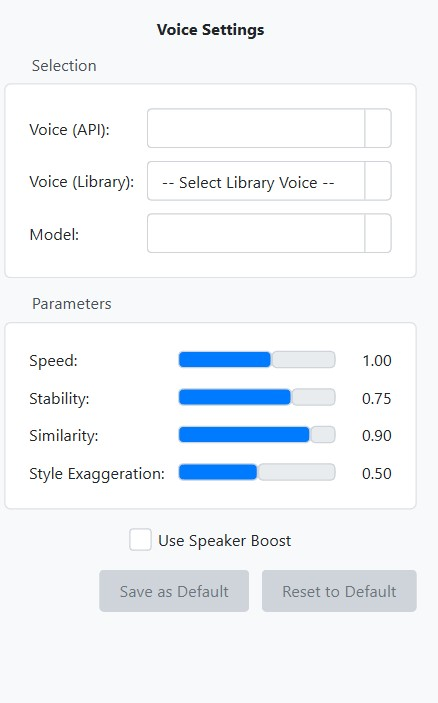 Voice Settings
Selection
Voice (API):
Voice (Library): -- Select Library Voice --
Model:
Parameters
Speed: 1.00
Stability: 0.75
Similarity: 0.90
Style Exaggeration: 0.50
Use Speaker Boost
Save as Default Reset to Default